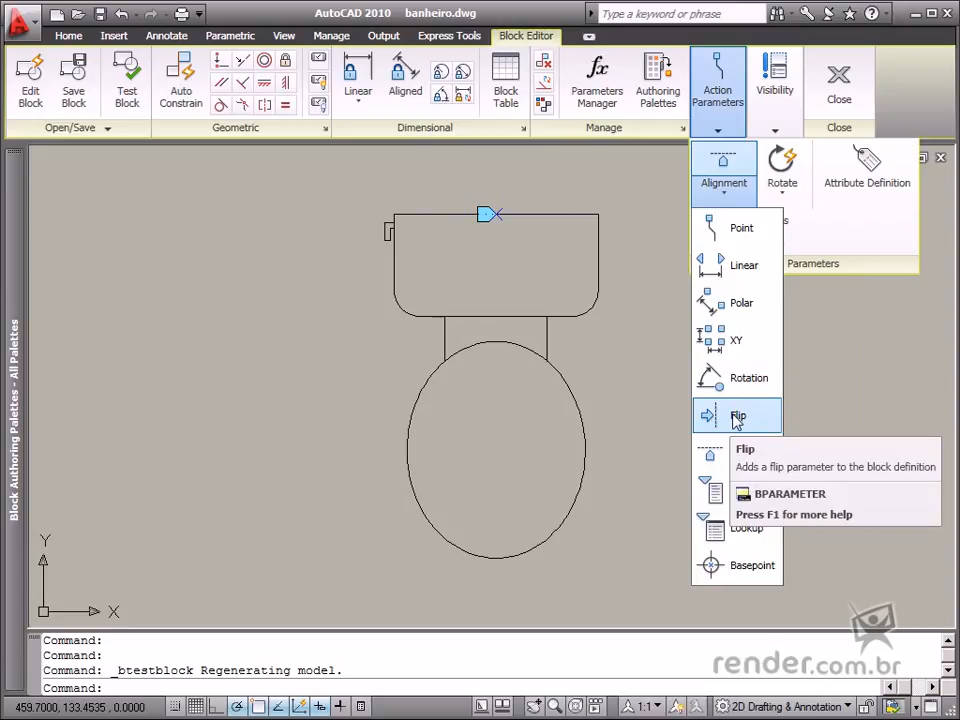 AutoCAD 2010 banheiro.dwg
Type a keyword or phrase
Home Insert Annotate Parametric View Manage Output Express Tools Block Editor
Edit Block
Save Block
Test Block
Auto Constrain
Linear
Aligned
Block Table
Parameters Manager
Authoring Palettes
Action Parameters
Visibility
Close
Open/Save
Geometric
Dimensional
Manage
Close
Alignment
Rotate
Attribute Definition
Parameters
Point
Linear
Polar
XY
Rotation
Flip
Lookup
Basepoint
Flip
Adds a flip parameter to the block definition
BPARAMETER
Press F1 for more help
Block Authoring Palettes - All Palettes
Y
X
render.com.br
Command:
Command:
Command: _btestblock Regenerating model.
Command:
459.7000, 133.4535, 0.0000
1:1
2D Drafting & Annotation